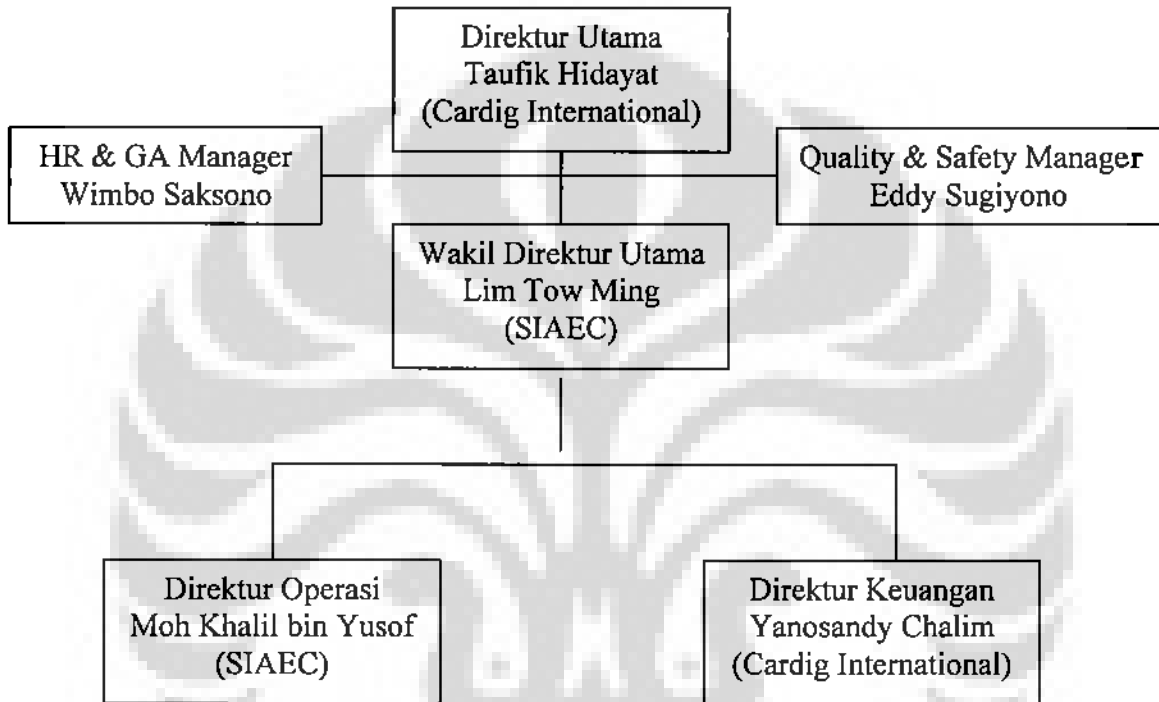 Direktur Utama
Taufik Hidayat
(Cardig International)
HR & GA Manager
Wimbo Saksono
Quality & Safety Manager
Eddy Sugiyono
Wakil Direktur Utama
Lim Tow Ming
(SIAEC)
Direktur Operasi
Moh Khalil bin Yusof
(SIAEC)
Direktur Keuangan
Yanosandy Chalim
(Cardig International)